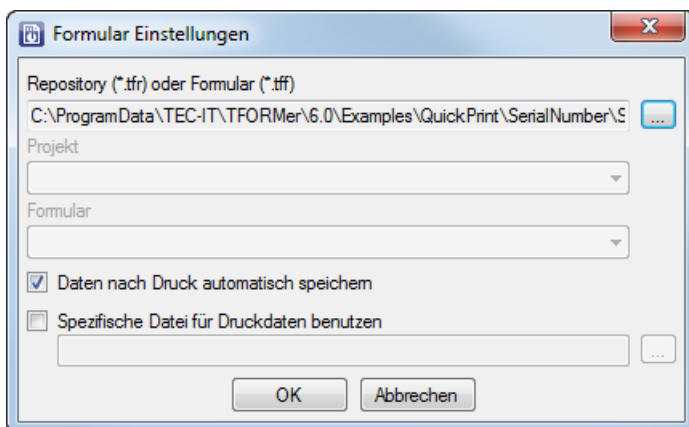 Formular Einstellungen
Repository (*.tfr) oder Formular (*.tff)
C:\ProgramData\TEC-IT\TFORMer\6.0\Examples\QuickPrint\SerialNumber\S
...
Projekt
Formular
Daten nach Druck automatisch speichern
Spezifische Datei für Druckdaten benutzen
...
OK Abbrechen